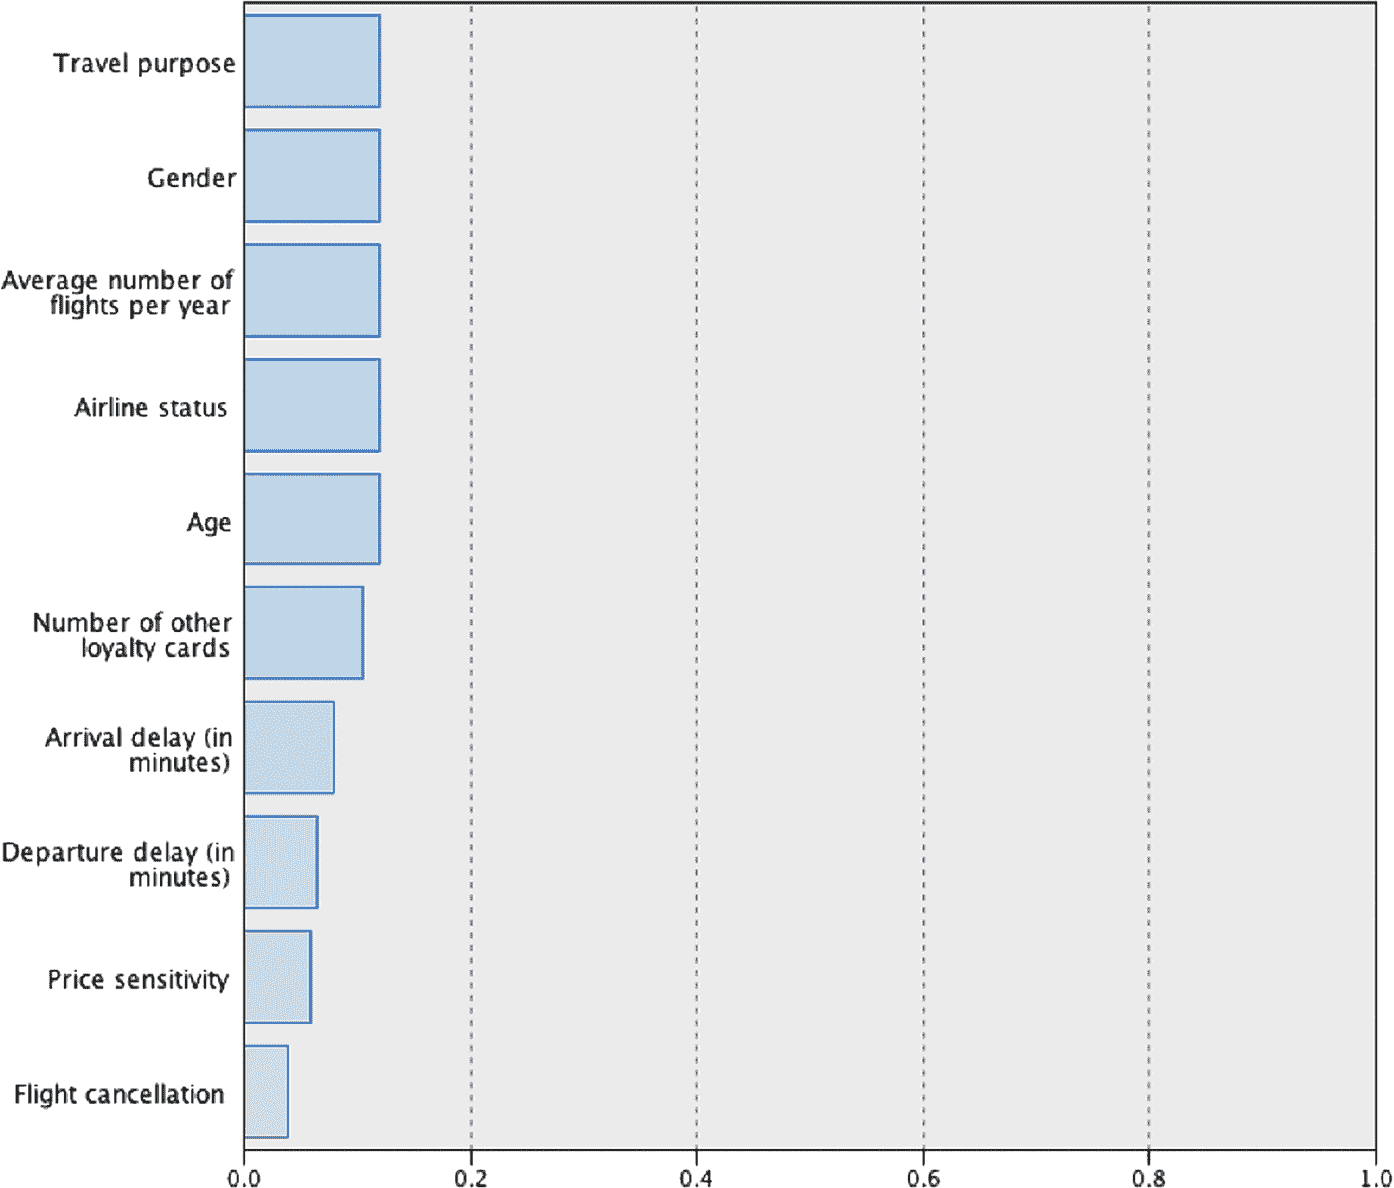 Travel purpose
Gender
Average number of
flights per year
Airline status
Age
Number of other
loyalty cards
Arrival delay (in
minutes)
Departure delay (in
minutes)
Price sensitivity
Flight cancellation
0.0 0.2 0.4 0.6 0.8 1.0